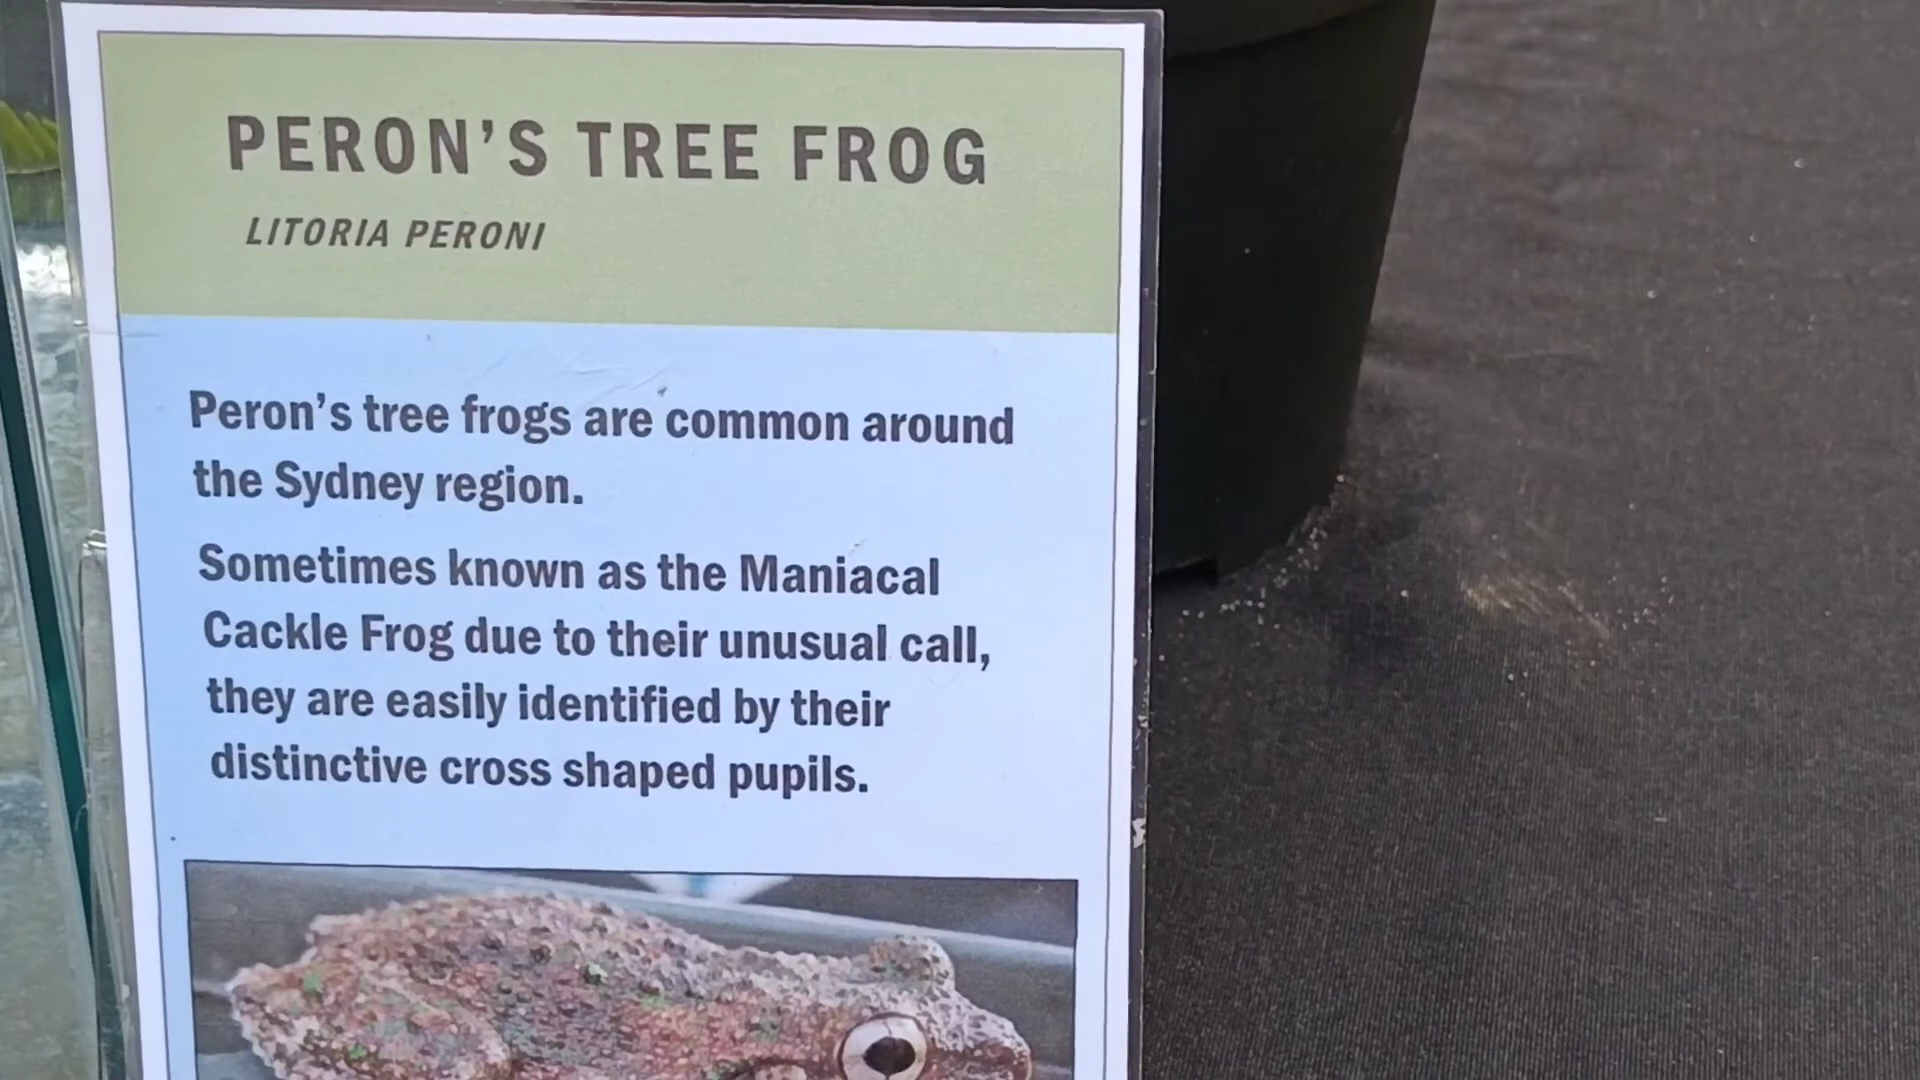 PERON'S TREE FROG
LITORIA PERONI
Peron's tree frogs are common around
the Sydney region.
Sometimes known as the Maniacal
Cackle Frog due to their unusual call,
they are easily identified by their
distinctive cross shaped pupils.